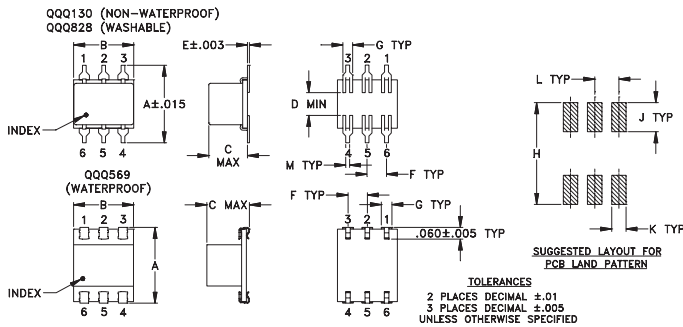 QQQ130 (NON-WATERPROOF)
QQQ828 (WASHABLE)
B
1 2 3
A±.015
INDEX
6 5 4
E±.003
C
MAX
G TYP
3 2 1
D MIN
M TYP
4 5 6
F TYP
L TYP
J TYP
H
K TYP
SUGGESTED LAYOUT FOR
PCB LAND PATTERN
QQQ569
(WATERPROOF)
B
1 2 3
A
INDEX
6 5 4
C MAX
F TYP
G TYP
3 2 1
.060±.005 TYP
4 5 6
TOLERANCES
2 PLACES DECIMAL ±.01
3 PLACES DECIMAL ±.005
UNLESS OTHERWISE SPECIFIED